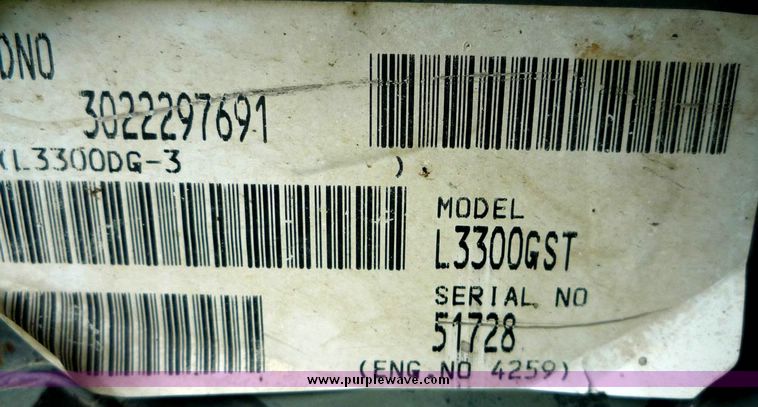 DNO
3022297691
(L3300DG-3 )
MODEL
L3300GST
SERIAL NO
51728
(ENG.NO 4259)
www.purplewave.com